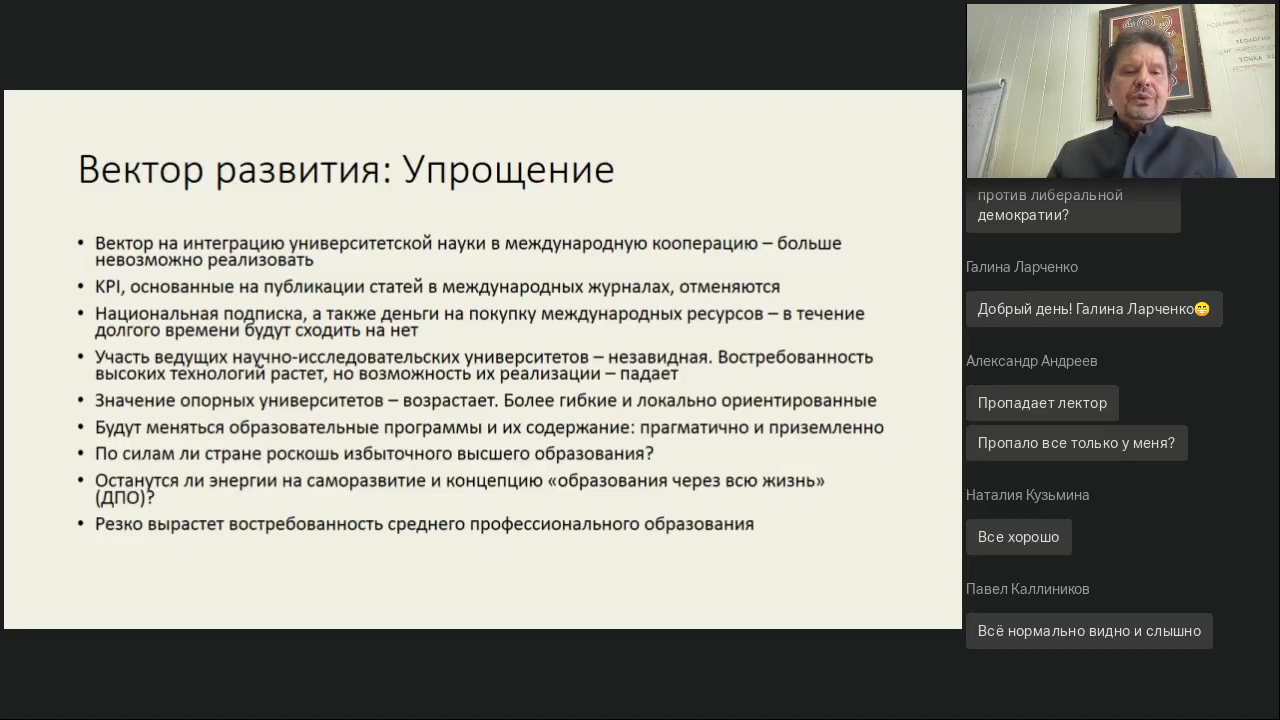 Вектор развития: Упрощение
• Вектор на интеграцию университетской науки в международную кооперацию – больше
невозможно реализовать
• KPI, основанные на публикации статей в международных журналах, отменяются
• Национальная подписка, а также деньги на покупку международных ресурсов – в течение
долгого времени будут сходить на нет
• Участь ведущих научно-исследовательских университетов – незавидная. Востребованность
высоких технологий растет, но возможность их реализации – падает
• Значение опорных университетов – возрастает. Более гибкие и локально ориентированные
• Будут меняться образовательные программы и их содержание: прагматично и приземленно
• По силам ли стране роскошь избыточного высшего образования?
• Останутся ли энергии на саморазвитие и концепцию «образования через всю жизнь»
(ДПО)?
• Резко вырастет востребованность среднего профессионального образования
ТЕОЛОГИЯ
против либеральной
демократии?
Галина Ларченко
Добрый день! Галина Ларченко😁
Александр Андреев
Пропадает лектор
Пропало все только у меня?
Наталия Кузьмина
Все хорошо
Павел Каллиников
Всё нормально видно и слышно